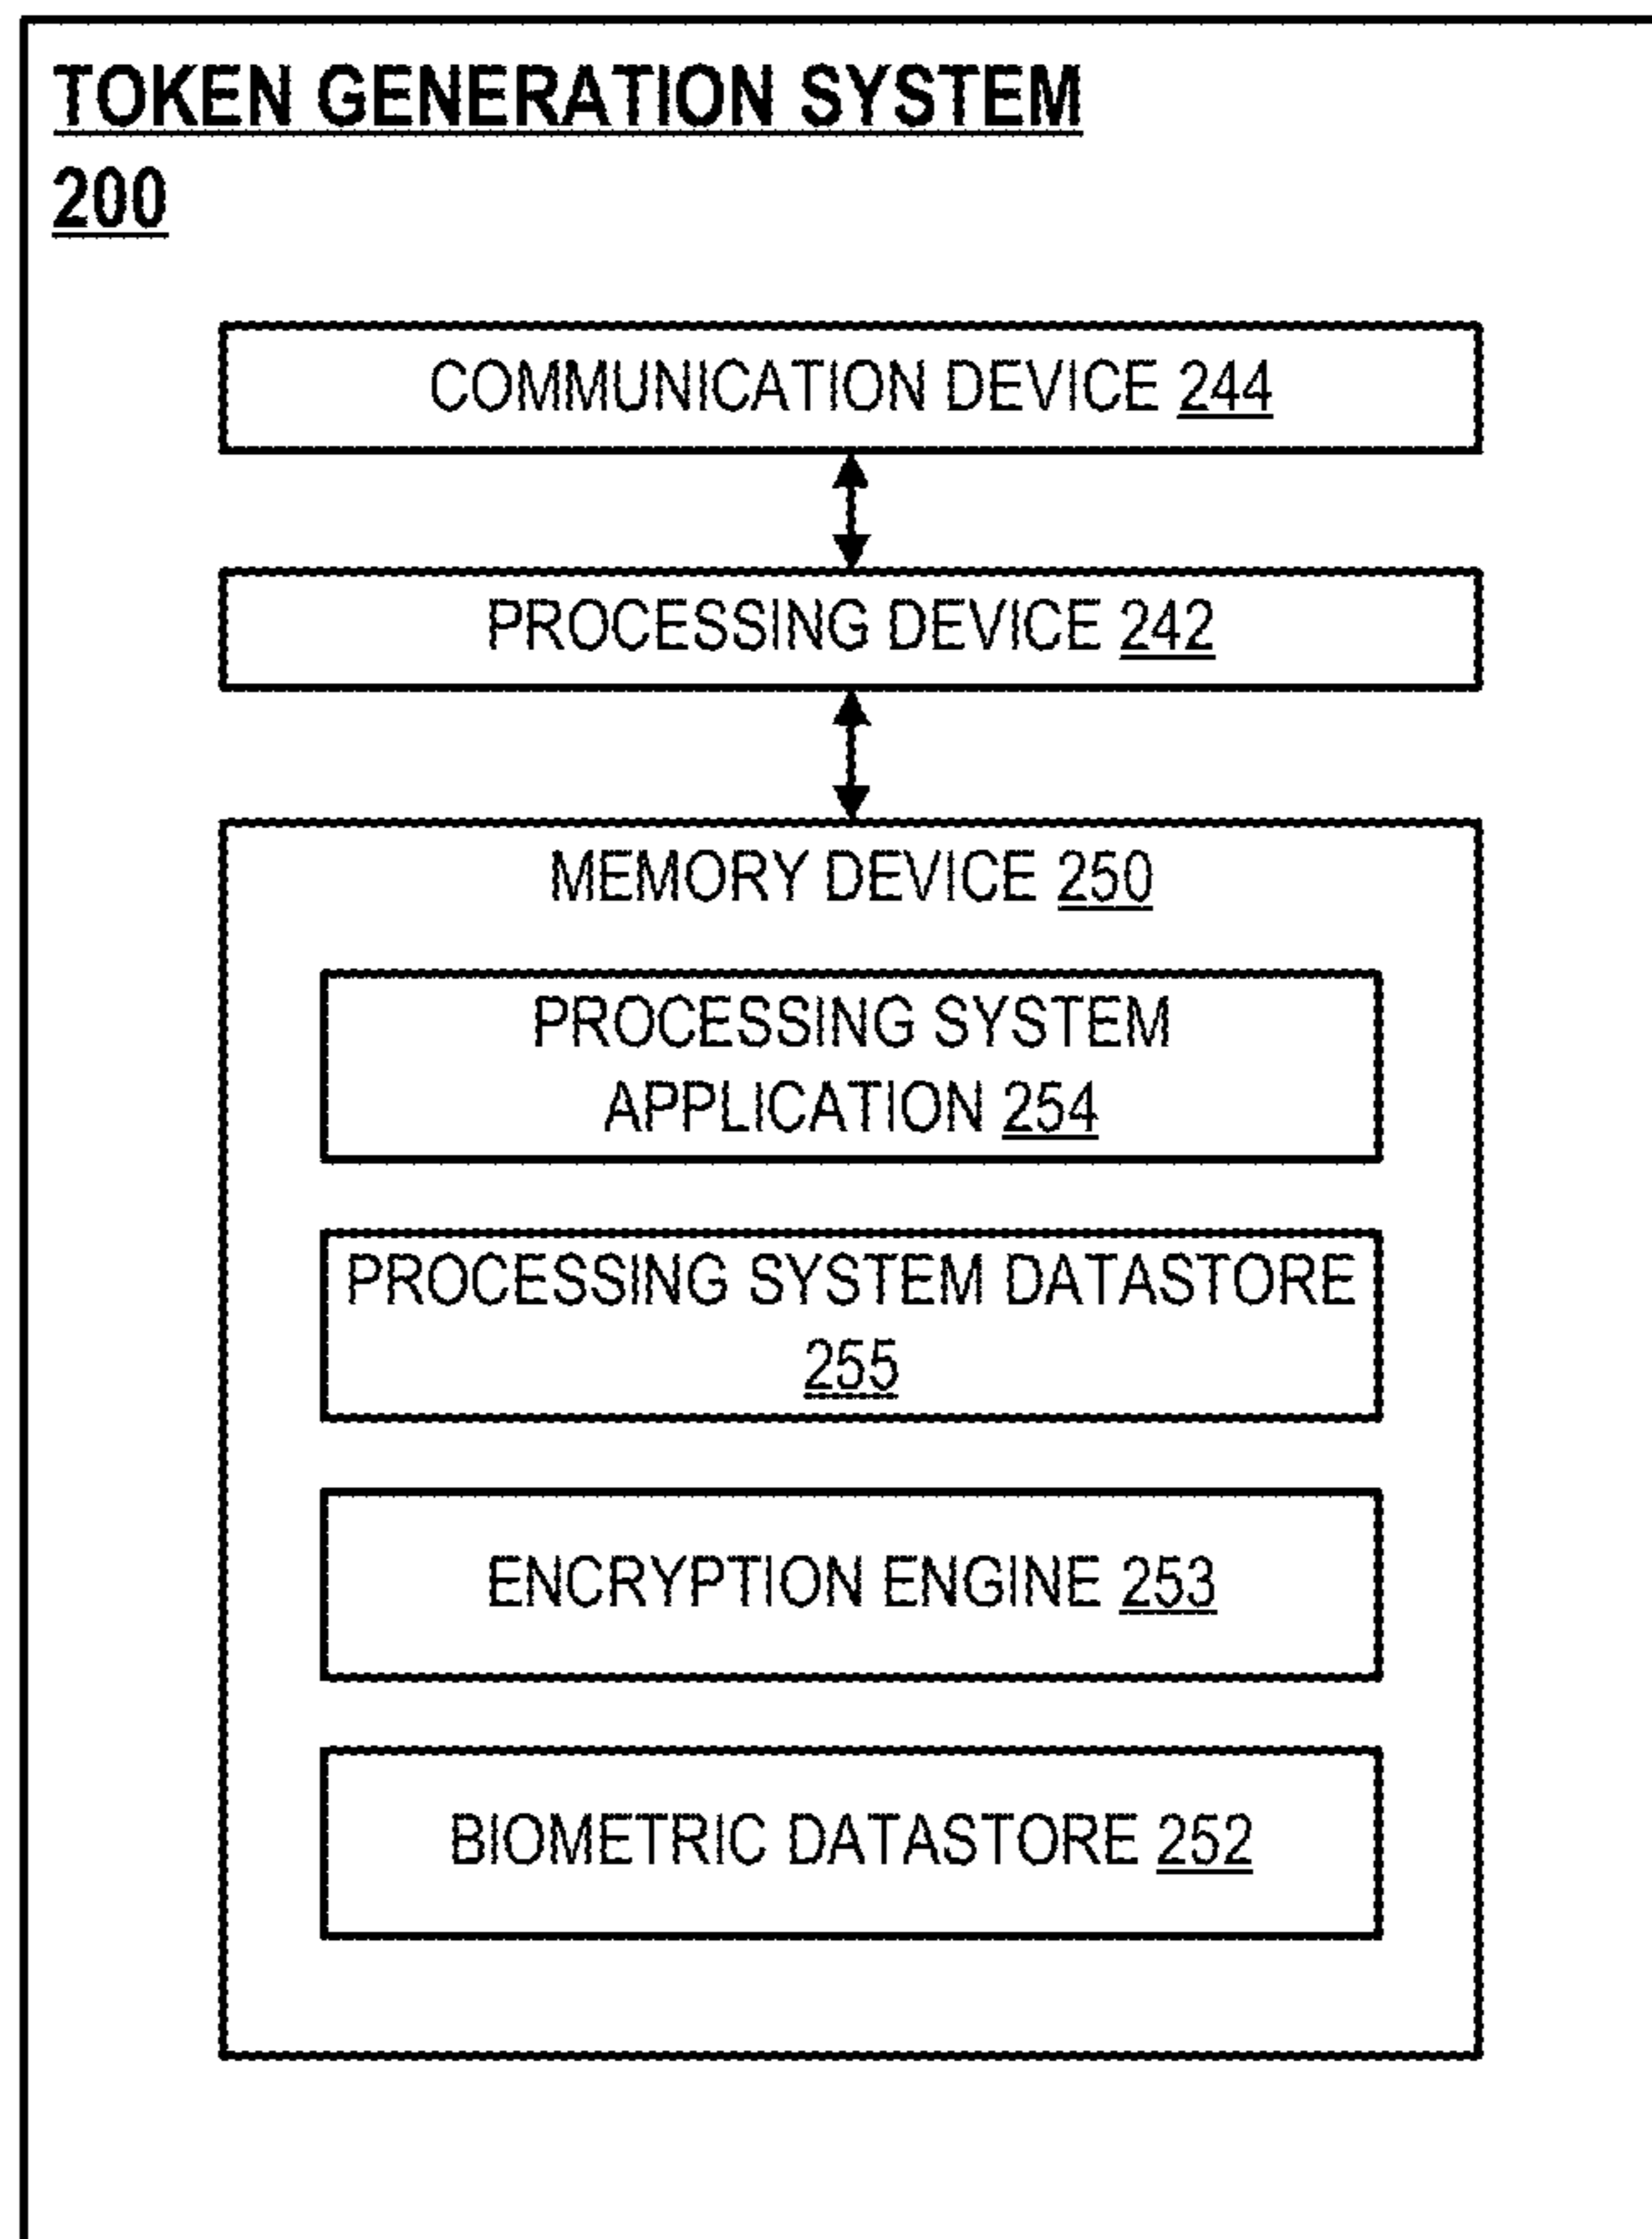 TOKEN GENERATION SYSTEM
200
COMMUNICATION DEVICE 244
PROCESSING DEVICE 242
MEMORY DEVICE 250
PROCESSING SYSTEM
APPLICATION 254
PROCESSING SYSTEM DATASTORE
255
ENCRYPTION ENGINE 253
BIOMETRIC DATASTORE 252